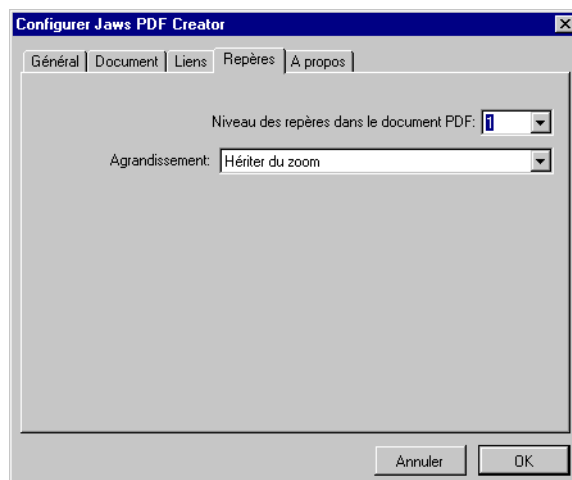 Configurer Jaws PDF Creator
Général Document Liens Repères A propos
Niveau des repères dans le document PDF: 1
Agrandissement: Hériter du zoom
Annuler OK